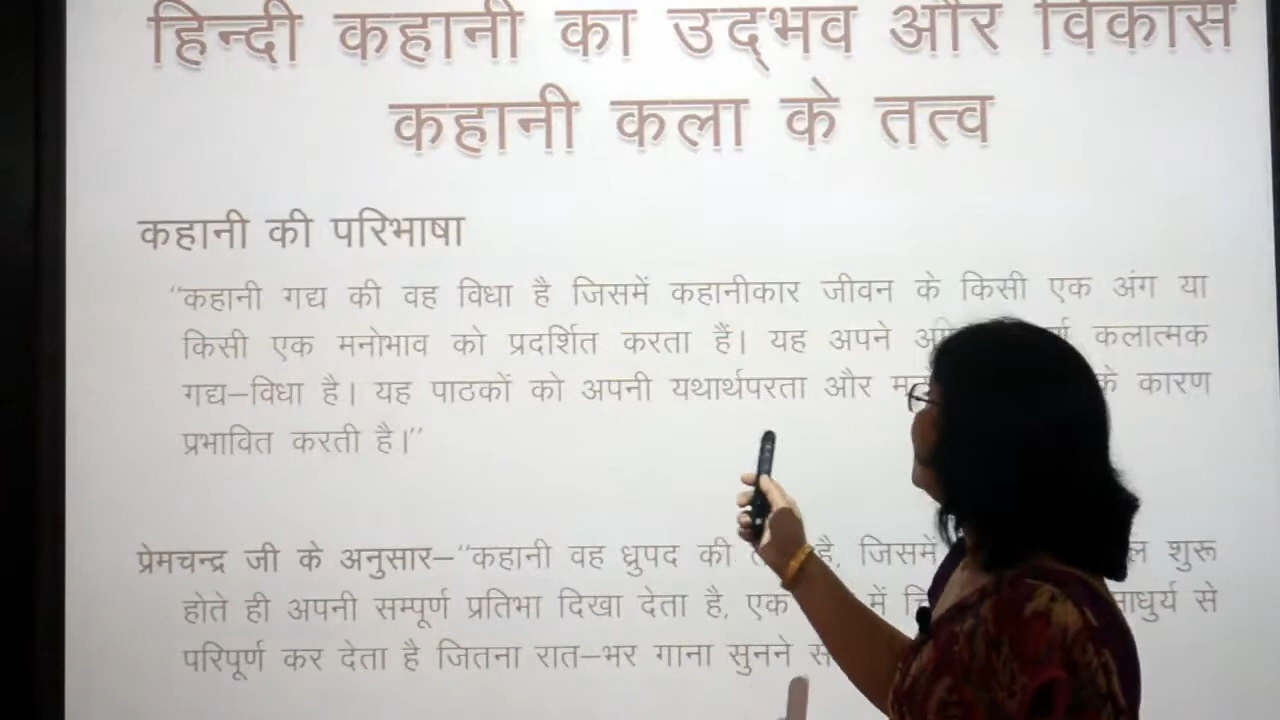 हिन्दी कहानी का उद्भव और विकास
कहानी कला के तत्व
कहानी की परिभाषा
“कहानी गद्य की वह विधा है जिसमें कहानीकार जीवन के किसी एक अंग या
किसी एक मनोभाव को प्रदर्शित करता हैं। यह अपने कलात्मक
गद्य–विधा है। यह पाठकों को अपनी यथार्थपरता और के कारण
प्रभावित करती है।”
प्रेमचन्द्र जी के अनुसार–“कहानी वह ध्रुपद की है, जिसमें शुरू
होते ही अपनी सम्पूर्ण प्रतिभा दिखा देता है, एक में माधुर्य से
परिपूर्ण कर देता है जितना रात–भर गाना सुनने